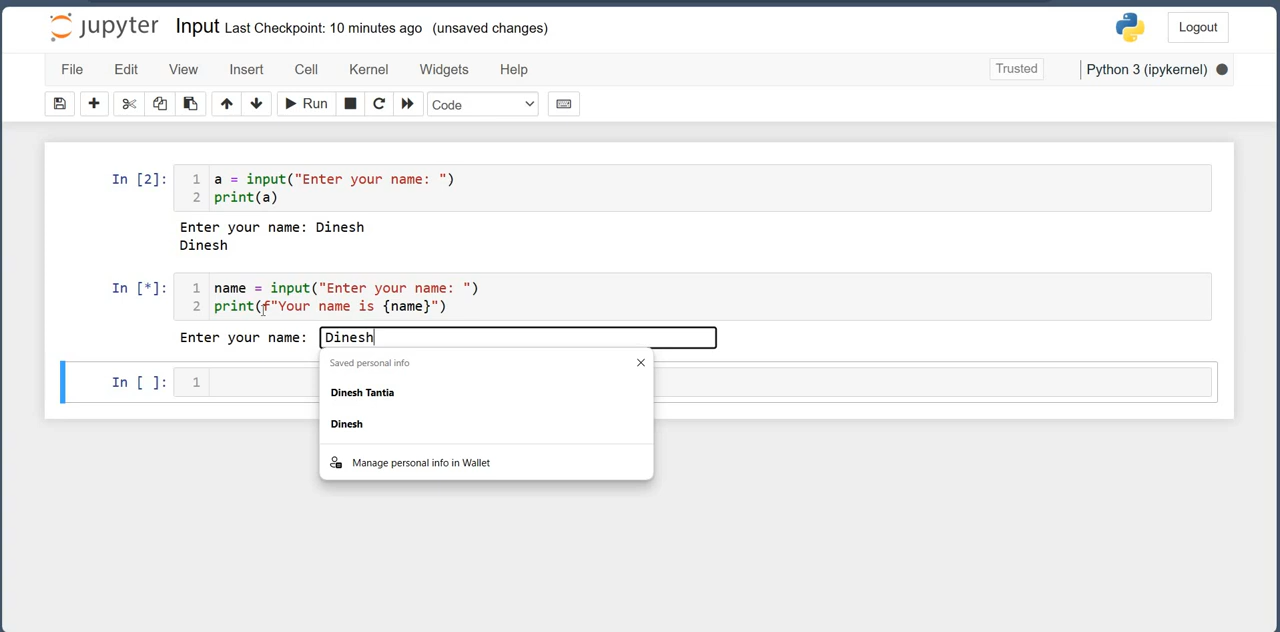 jupyter Input Last Checkpoint: 10 minutes ago (unsaved changes) Logout
File Edit View Insert Cell Kernel Widgets Help Trusted Python 3 (ipykernel)
Run Code
In [2]: 1 a = input("Enter your name: ")
2 print(a)
Enter your name: Dinesh
Dinesh
In [*]: 1 name = input("Enter your name: ")
2 print(f"Your name is {name}")
Enter your name: Dinesh
Saved personal info
In [ ]: 1
Dinesh Tantia
Dinesh
Manage personal info in Wallet